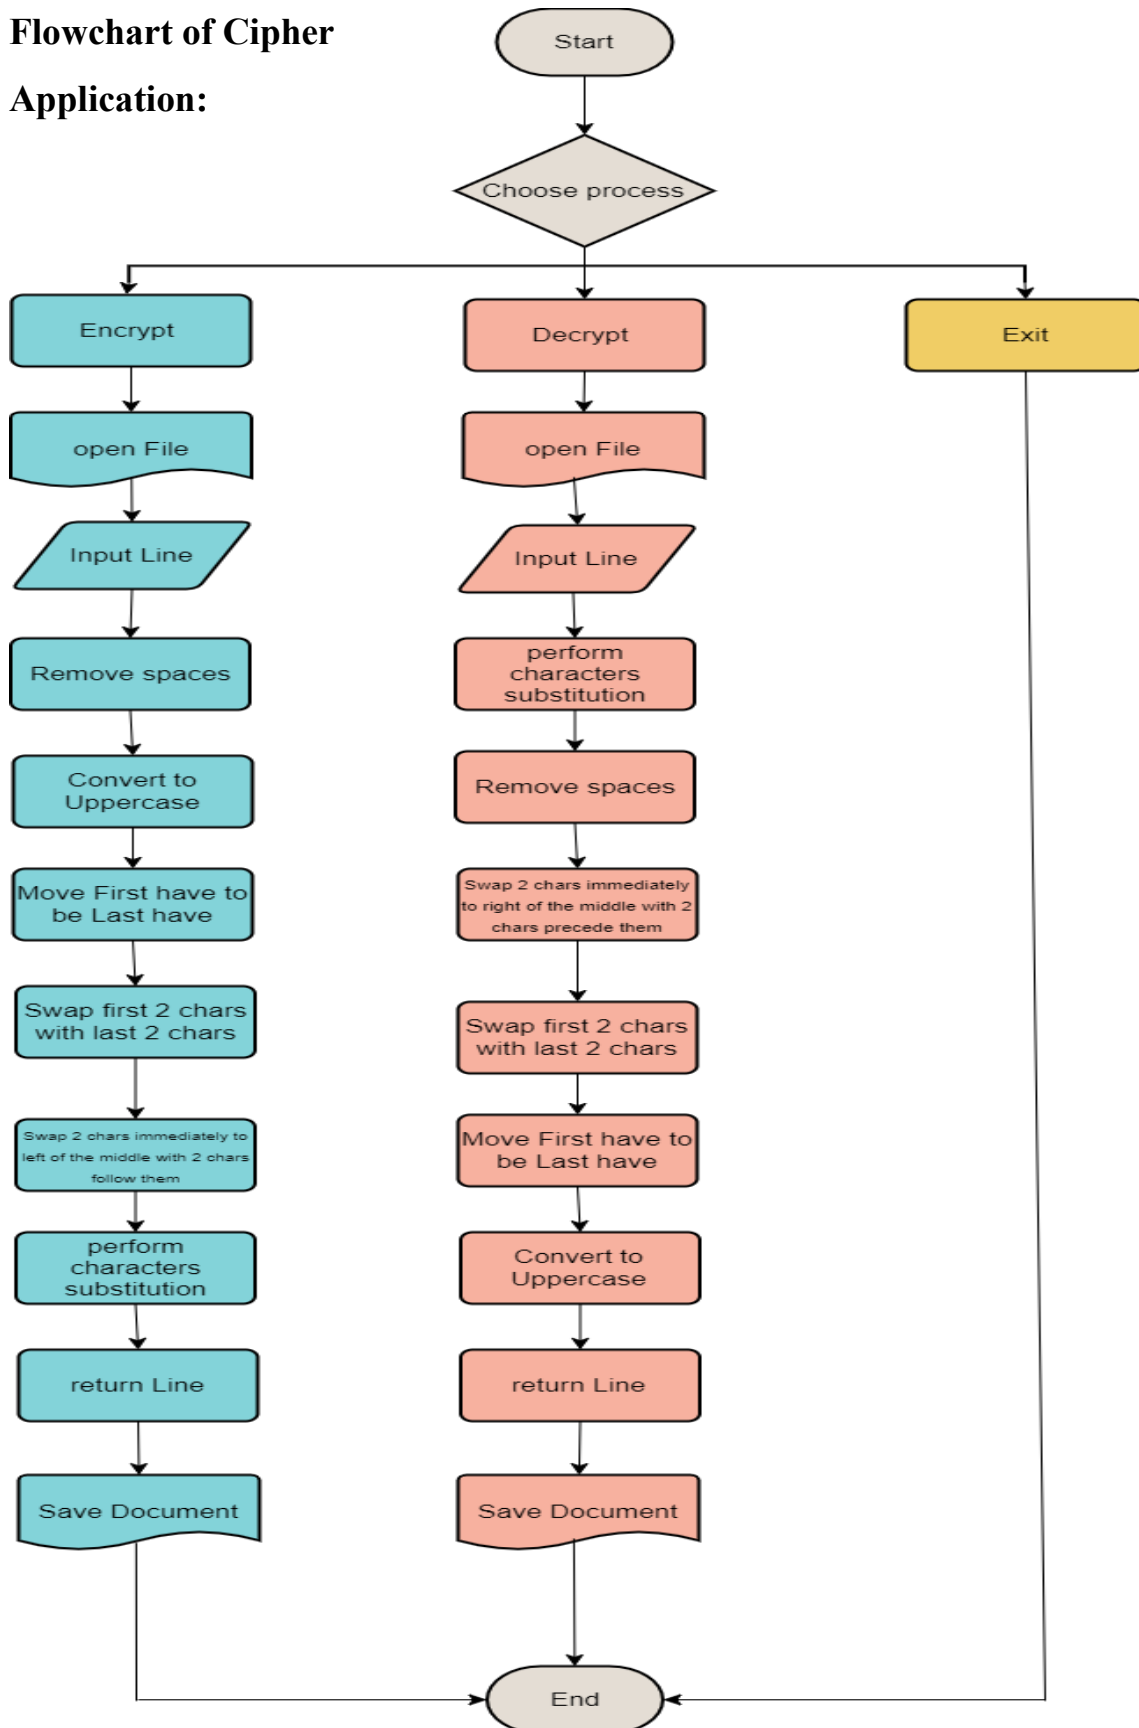 Flowchart of Cipher
Application:
Start
Choose process
Encrypt
open File
Input Line
Remove spaces
Convert to
Uppercase
Move First have to
be Last have
Swap first 2 chars
with last 2 chars
Swap 2 chars immediately to
left of the middle with 2 chars
follow them
perform
characters
substitution
return Line
Save Document
Decrypt
open File
Input Line
perform
characters
substitution
Remove spaces
Swap 2 chars immediately
to right of the middle with 2
chars precede them
Swap first 2 chars
with last 2 chars
Move First have to
be Last have
Convert to
Uppercase
return Line
Save Document
Exit
End